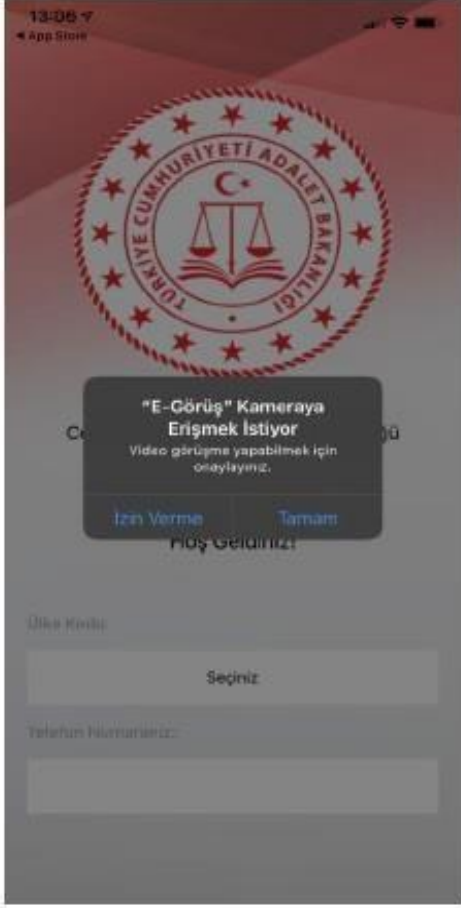 13:06
◀ App Store
TÜRKİYE CUMHURİYETİ ADALET BAKANLIĞI
"E-Görüş" Kameraya
Erişmek İstiyor
Video görüşme yapabilmek için
onaylayınız.
İzin Verme Tamam
Hoş Geldiniz!
Ülke Kodu:
Seçiniz
Telefon Numaranız: